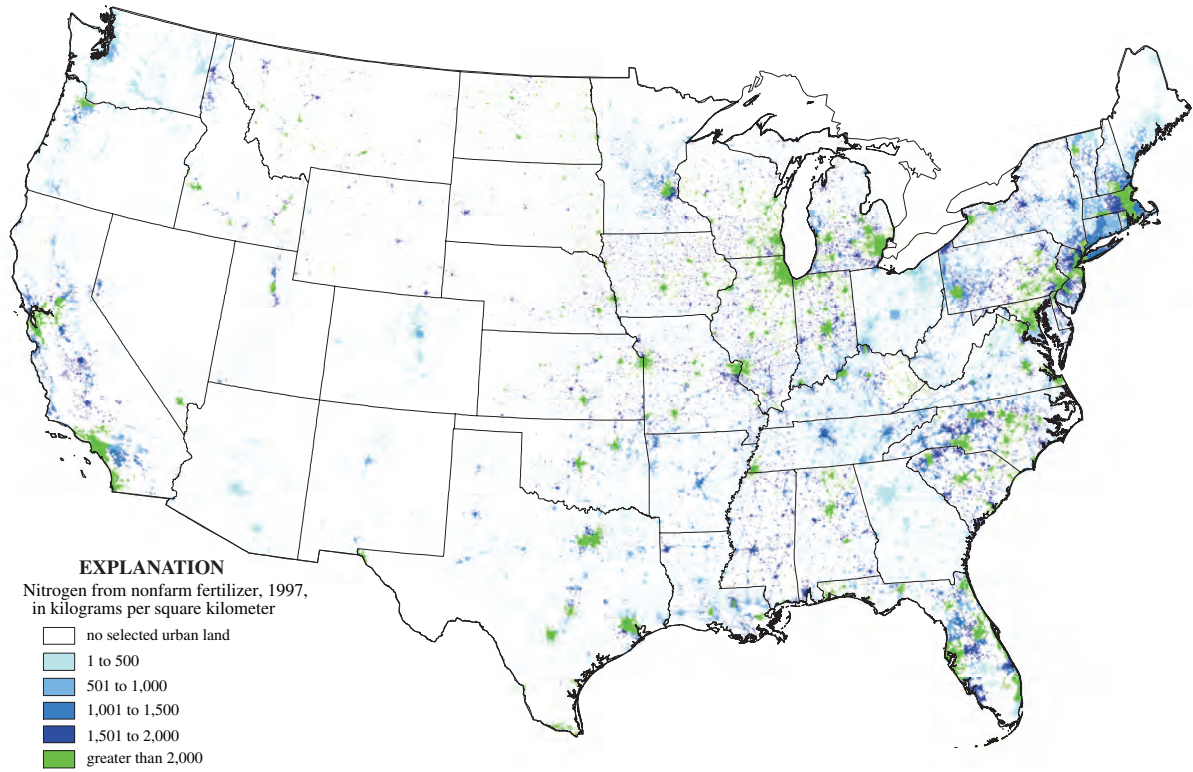 EXPLANATION
Nitrogen from nonfarm fertilizer, 1997,
in kilograms per square kilometer
no selected urban land
1 to 500
501 to 1,000
1,001 to 1,500
1,501 to 2,000
greater than 2,000